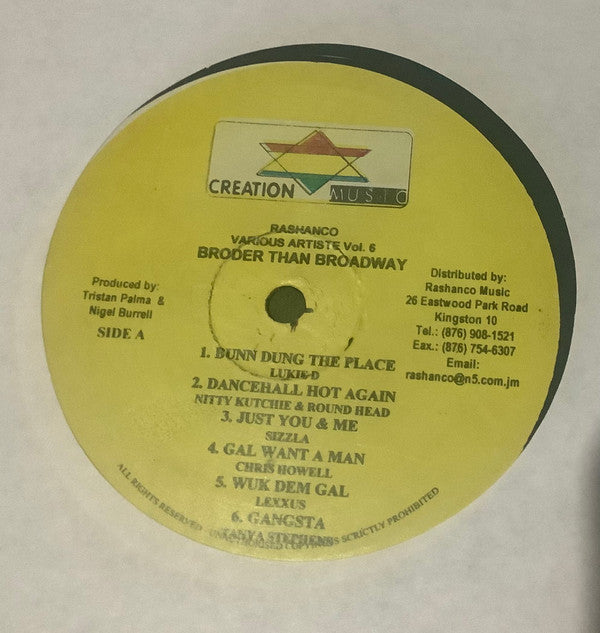 CREATION MUSIC
RASHANCO
VARIOUS ARTISTE Vol. 6
BRODER THAN BROADWAY
Produced by:
Tristan Palma &
Nigel Burrell
SIDE A
Distributed by:
Rashanco Music
26 Eastwood Park Road
Kingston 10
Tel.: (876) 908-1521
Eax.: (876) 754-6307
Email:
rashanco@n5.com.jm
1. BUNN DUNG THE PLACE
LUKIE D
2. DANCEHALL HOT AGAIN
NITTY KUTCHIE & ROUND HEAD
3. JUST YOU & ME
SIZZLA
4. GAL WANT A MAN
CHRIS HOWELL
5. WUK DEM GAL
LEXXUS
6. GANGSTA
TANYA STEPHENS
ALL RIGHTS RESERVED - UNAUTHORISED COPYING IS SCRICTLY PROHIBITED